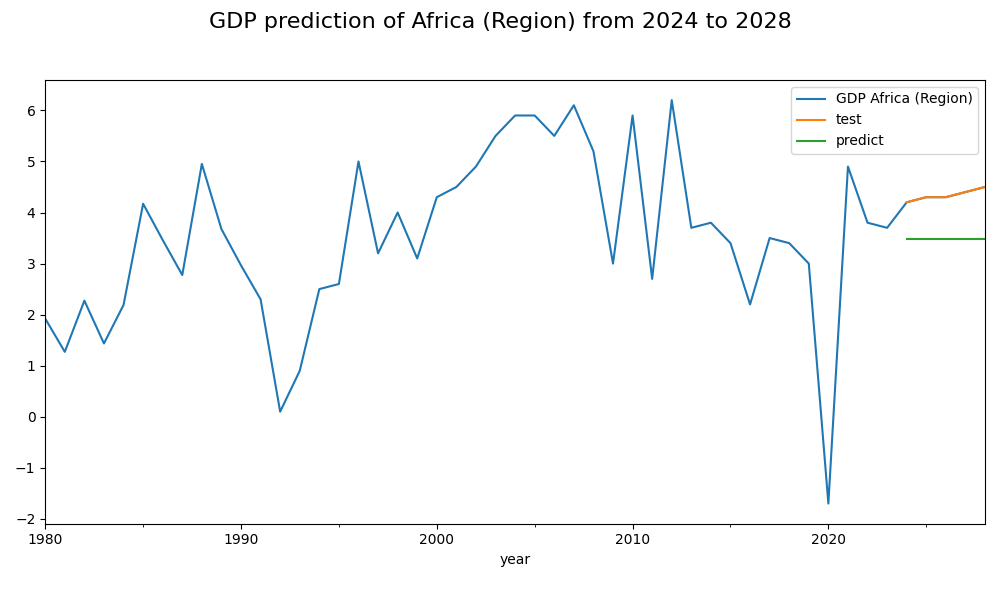 GDP prediction of Africa (Region) from 2024 to 2028
GDP Africa (Region)
test
predict
6
5
4
3
2
1
0
−1
−2
1980
1990
2000
2010
2020
year